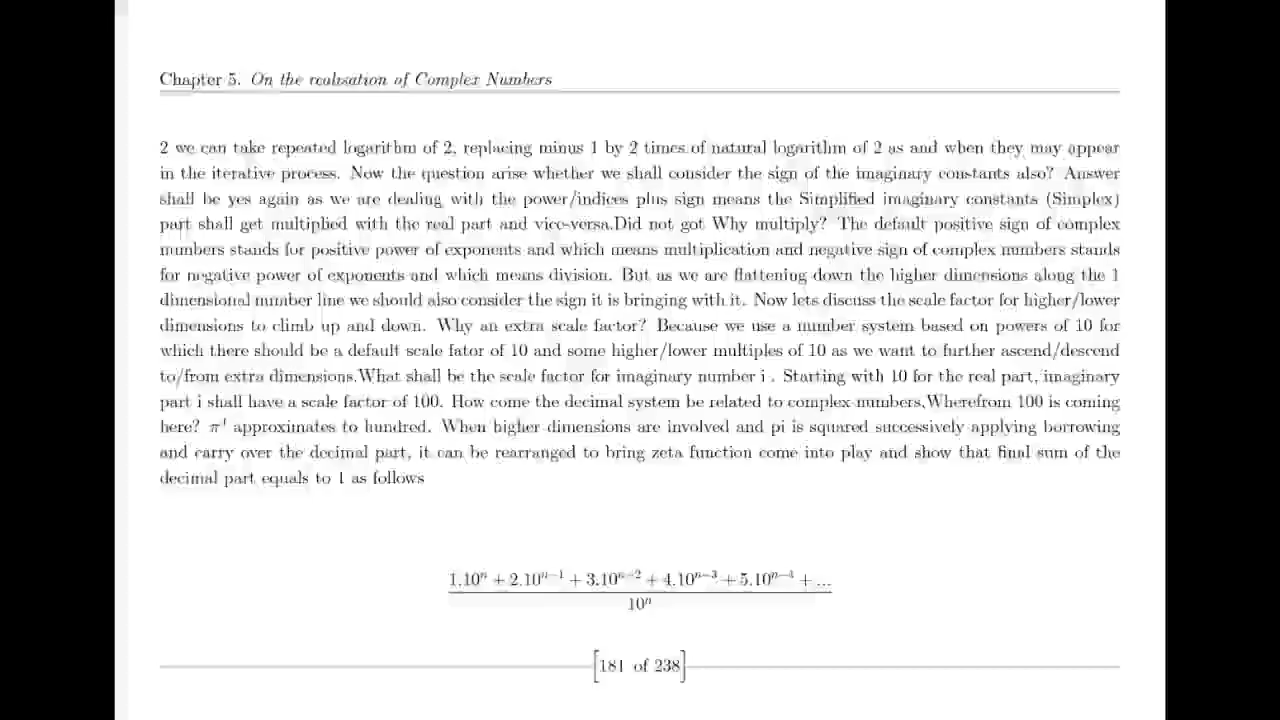 Chapter 5. On the realisation of Complex Numbers
2 we can take repeated logarithm of 2, replacing minus 1 by 2 times of natural logarithm of 2 as and when they may appear
in the iterative process. Now the question arise whether we shall consider the sign of the imaginary constants also? Answer
shall be yes again as we are dealing with the power/indices plus sign means the Simplified imaginary constants (Simplex)
part shall get multiplied with the real part and vice-versa.Did not got Why multiply? The default positive sign of complex
numbers stands for positive power of exponents and which means multiplication and negative sign of complex numbers stands
for negative power of exponents and which means division. But as we are flattening down the higher dimensions along the 1
dimensional number line we should also consider the sign it is bringing with it. Now lets discuss the scale factor for higher/lower
dimensions to climb up and down. Why an extra scale factor? Because we use a number system based on powers of 10 for
which there should be a default scale fator of 10 and some higher/lower multiples of 10 as we want to further ascend/descend
to/from extra dimensions.What shall be the scale factor for imaginary number i . Starting with 10 for the real part, imaginary
part i shall have a scale factor of 100. How come the decimal system be related to complex numbers,Wherefrom 100 is coming
here? π⁴ approximates to hundred. When higher dimensions are involved and pi is squared successively applying borrowing
and carry over the decimal part, it can be rearranged to bring zeta function come into play and show that final sum of the
decimal part equals to 1 as follows
1.10ⁿ + 2.10ⁿ⁻¹ + 3.10ⁿ⁻² + 4.10ⁿ⁻³ + 5.10ⁿ⁻⁴ + ...
10ⁿ
[181 of 238]